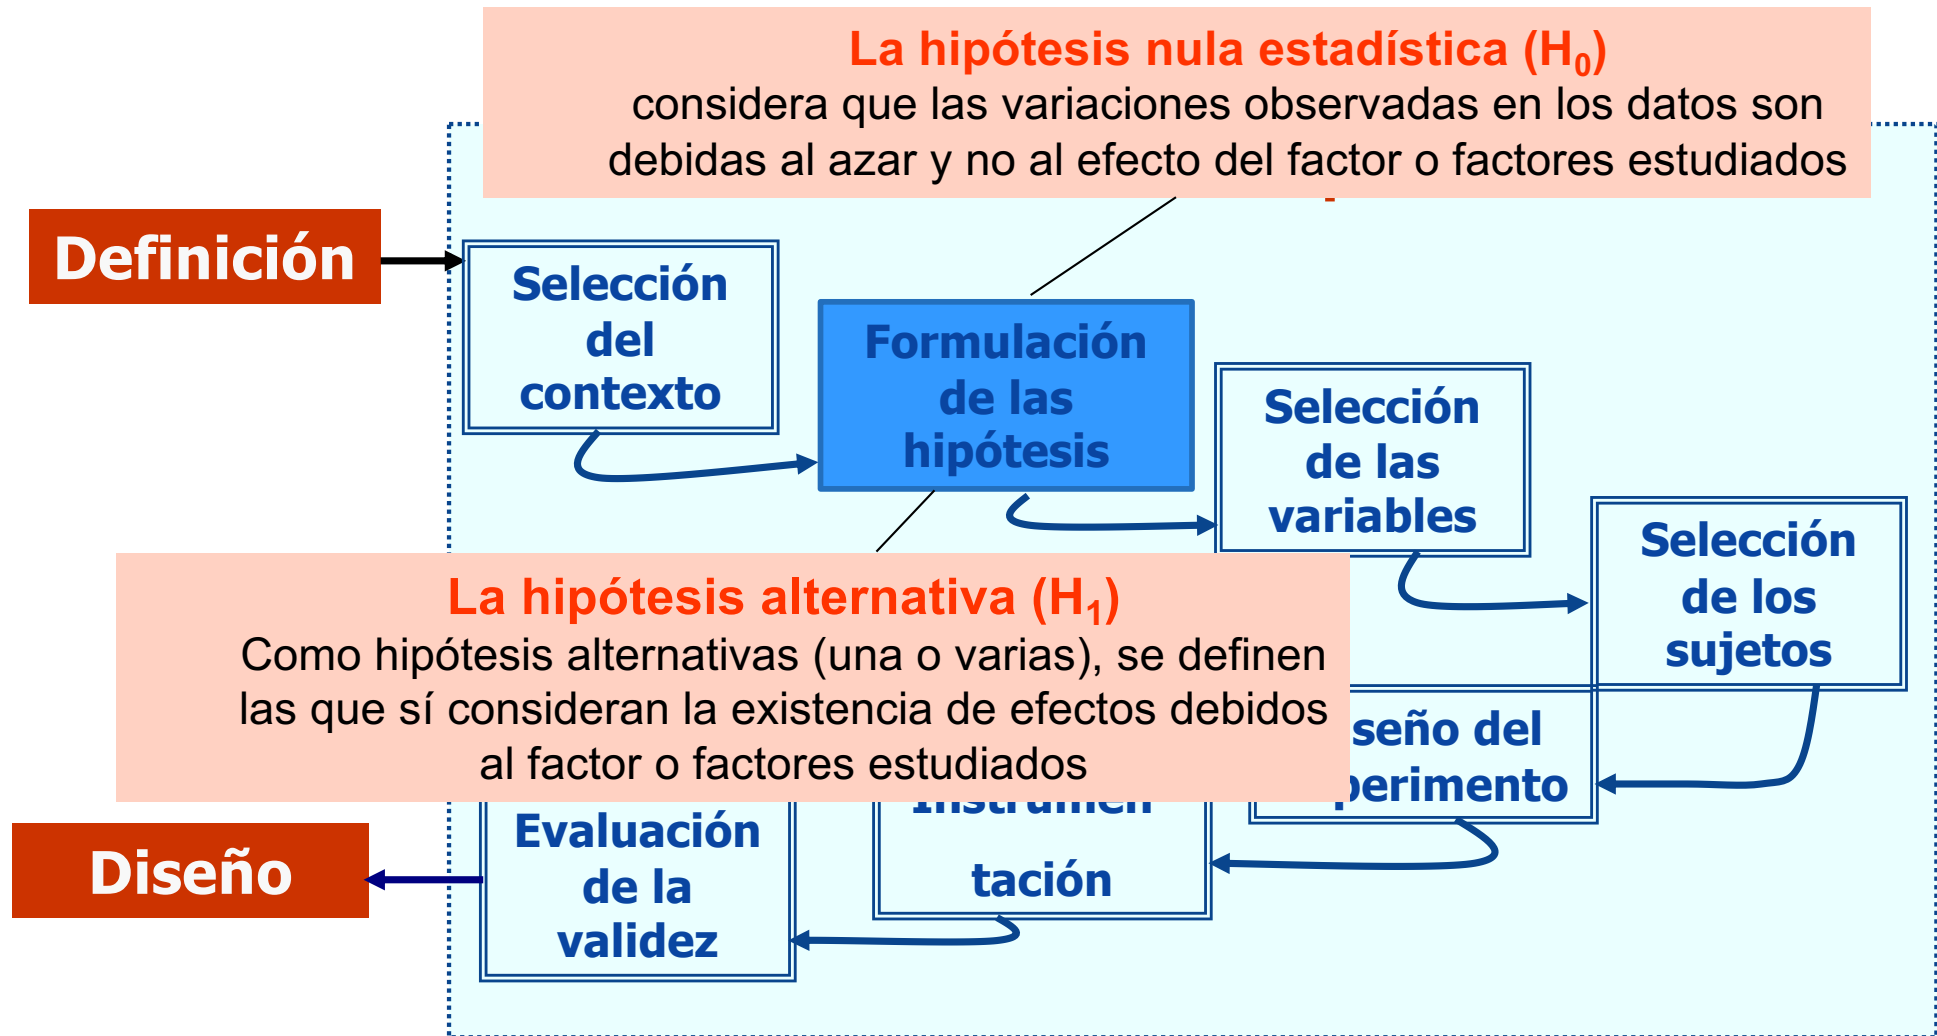 La hipótesis nula estadística (H₀)
considera que las variaciones observadas en los datos son
debidas al azar y no al efecto del factor o factores estudiados
Definición
Selección
del
contexto
Formulación
de las
hipótesis
Selección
de las
variables
Selección
de los
sujetos
La hipótesis alternativa (H₁)
Como hipótesis alternativas (una o varias), se definen
las que sí consideran la existencia de efectos debidos
al factor o factores estudiados
seño del
perimento
Instrumen
tación
Evaluación
de la
validez
Diseño